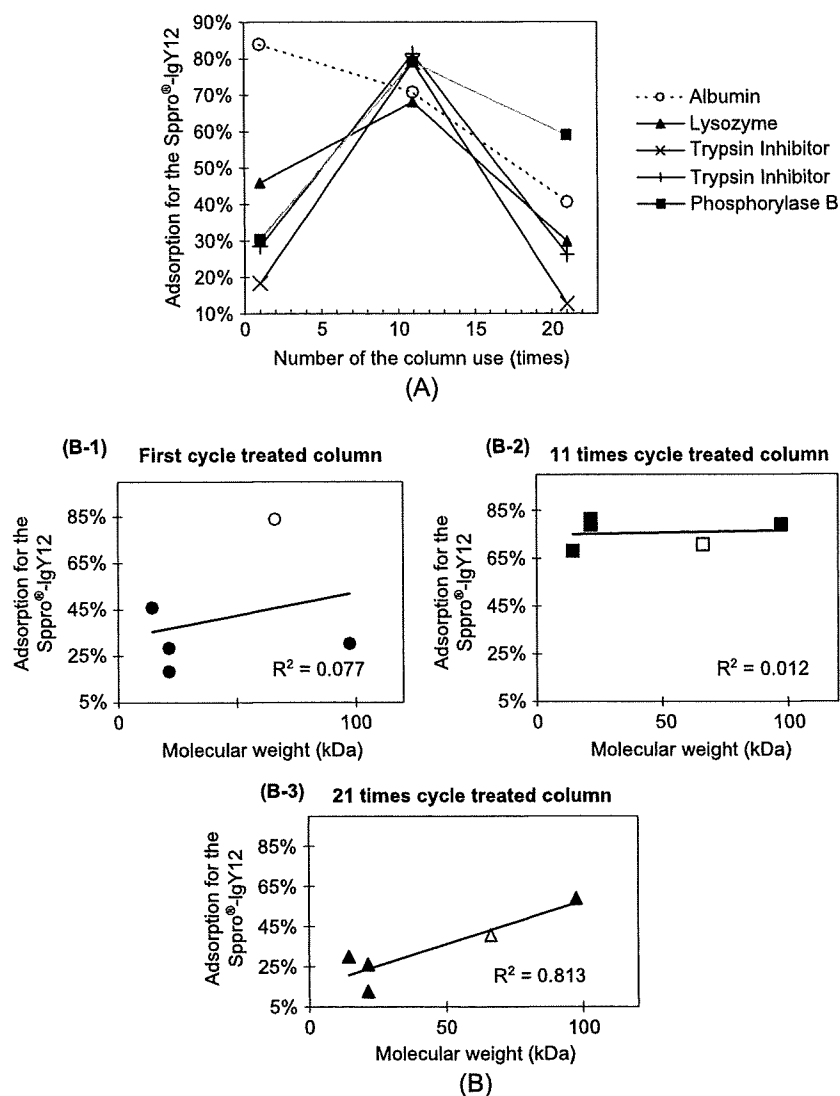 90%
80%
70%
60%
50%
40%
30%
20%
10%
Adsorption for the Sppro®-IgY12
0 5 10 15 20
Number of the column use (times)
Albumin
Lysozyme
Trypsin Inhibitor
Trypsin Inhibitor
Phosphorylase B
(A)
(B-1) First cycle treated column
Adsorption for the
Sppro®-IgY12
85%
65%
45%
25%
5%
R² = 0.077
0 100
Molecular weight (kDa)
(B-2) 11 times cycle treated column
Adsorption for the
Sppro®-IgY12
85%
65%
45%
25%
5%
R² = 0.012
0 50 100
Molecular weight (kDa)
(B-3) 21 times cycle treated column
Adsorption for the
Sppro®-IgY12
85%
65%
45%
25%
5%
R² = 0.813
0 50 100
Molecular weight (kDa)
(B)